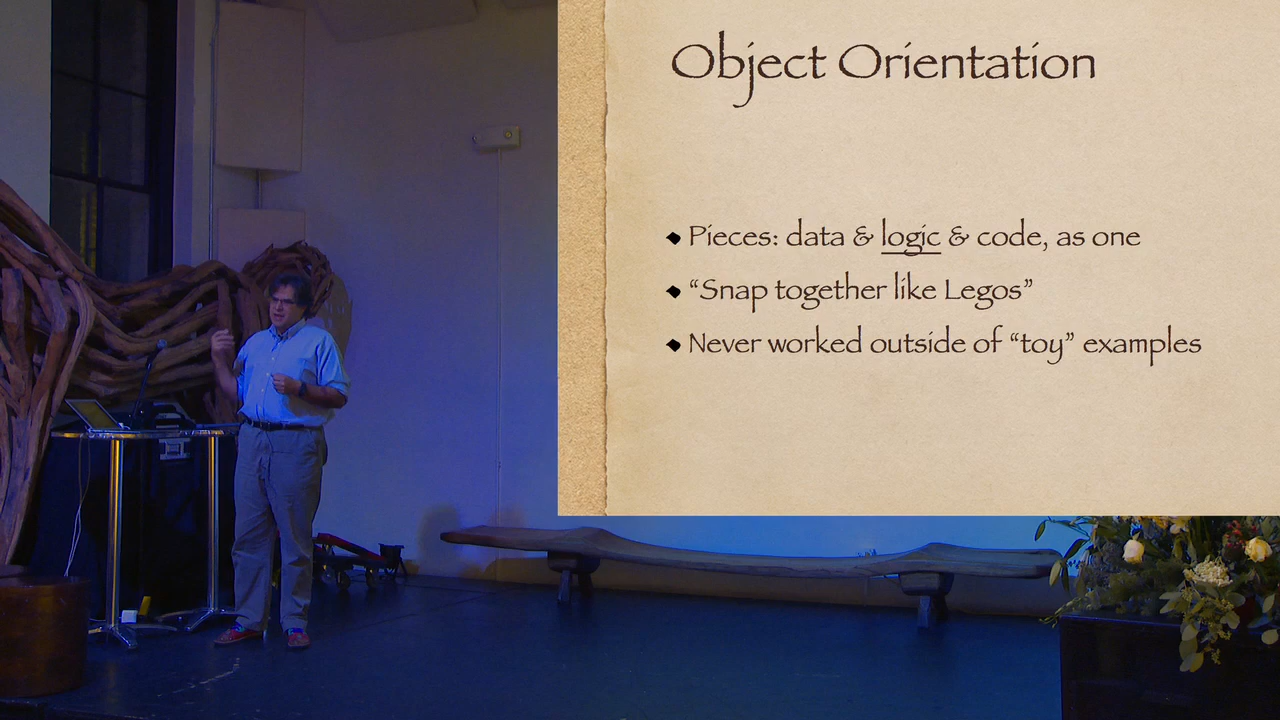 Object Orientation
Pieces: data & logic & code, as one
“Snap together like Legos”
Never worked outside of “toy” examples